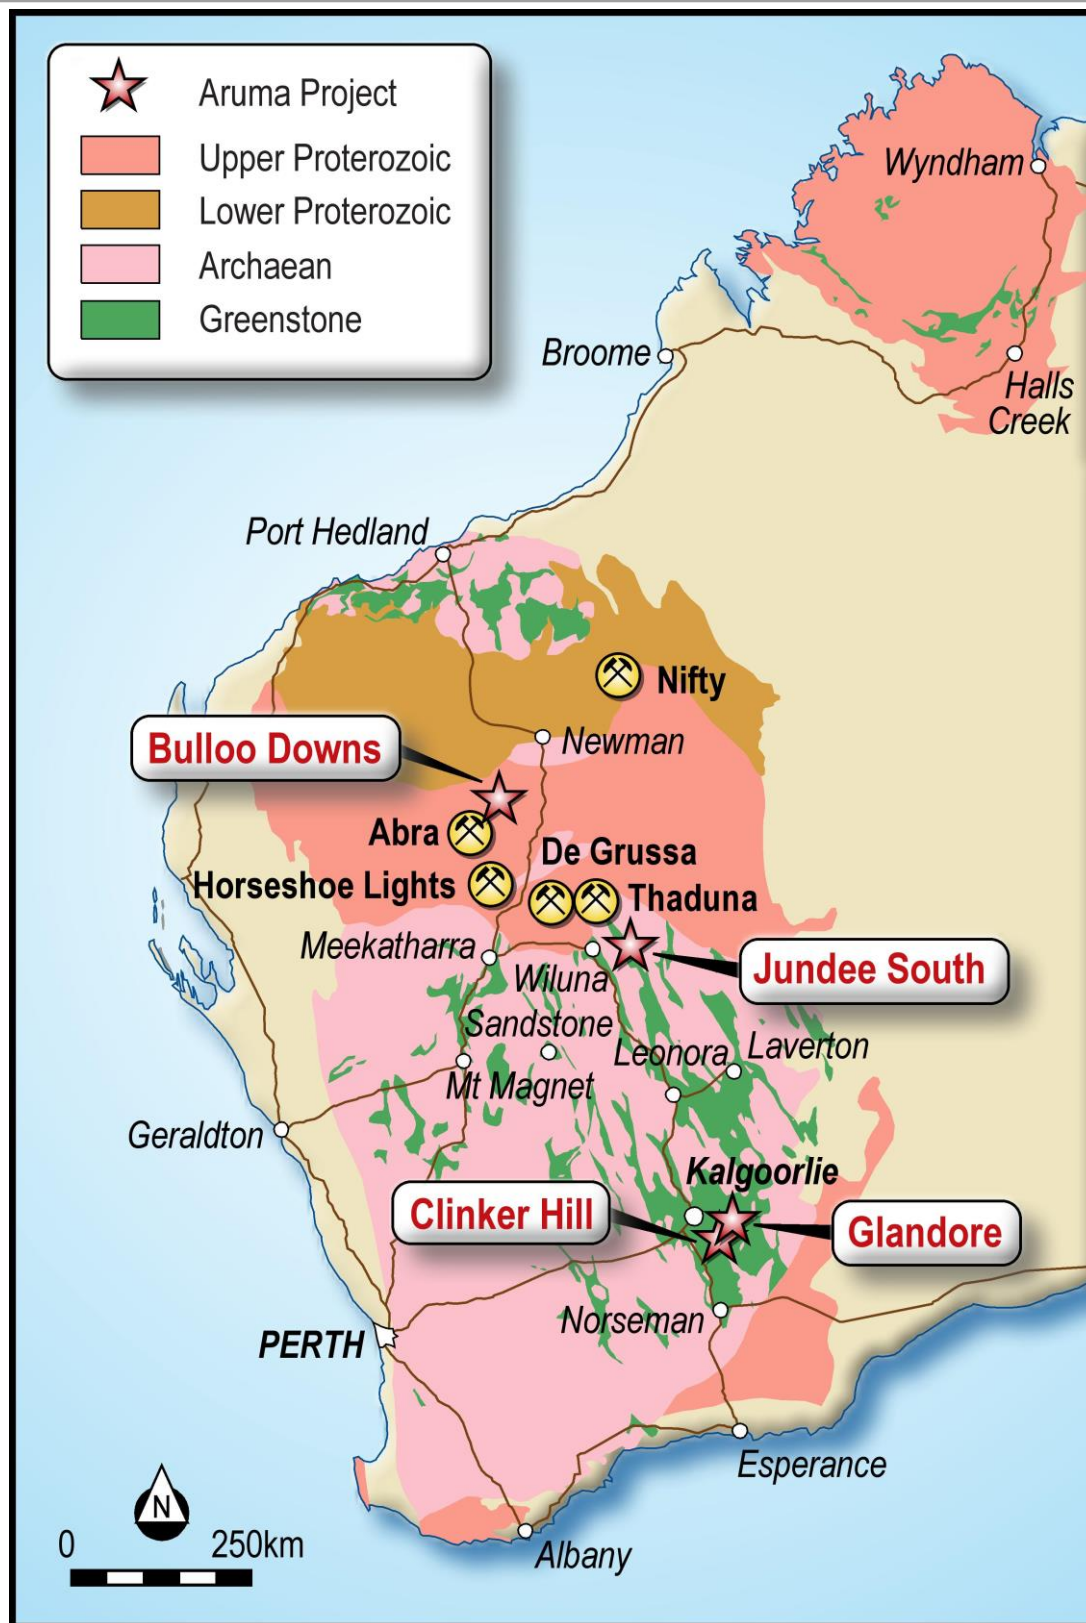 Aruma Project
Upper Proterozoic
Lower Proterozoic
Archaean
Greenstone
Wyndham
Broome
Halls
Creek
Port Hedland
Nifty
Newman
Bulloo Downs
Abra
De Grussa
Horseshoe Lights
Thaduna
Meekatharra
Wiluna
Jundee South
Sandstone
Leonora
Laverton
Mt Magnet
Geraldton
Kalgoorlie
Clinker Hill
Glandore
Norseman
PERTH
Esperance
N
0
250km
Albany